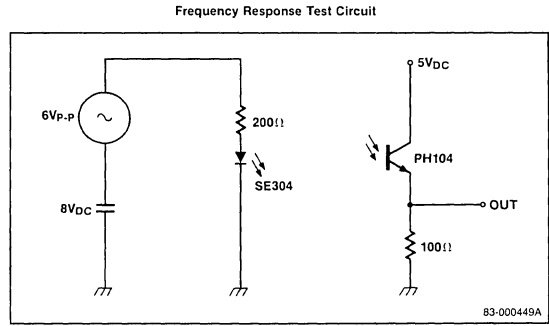 Frequency Response Test Circuit
5VDC
6VP-P
200Ω
PH104
SE304
8VDC
OUT
100Ω
83-000449A